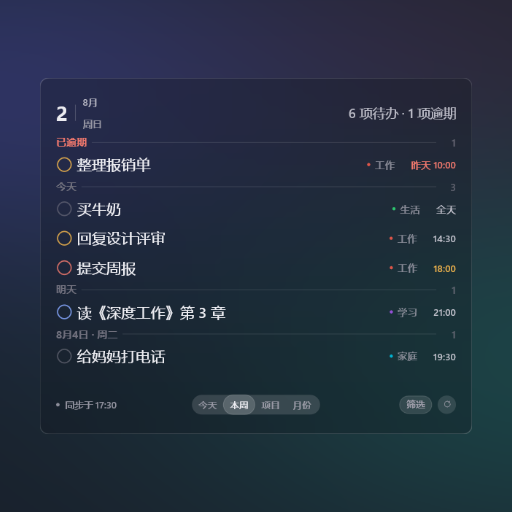 2 8月
周日
6 项待办 · 1 项逾期
已逾期 1
整理报销单 工作 昨天 10:00
今天 3
买牛奶 生活 全天
回复设计评审 工作 14:30
提交周报 工作 18:00
明天 1
读《深度工作》第 3 章 学习 21:00
8月4日 · 周二 1
给妈妈打电话 家庭 19:30
同步于 17:30 今天 本周 项目 月份 筛选